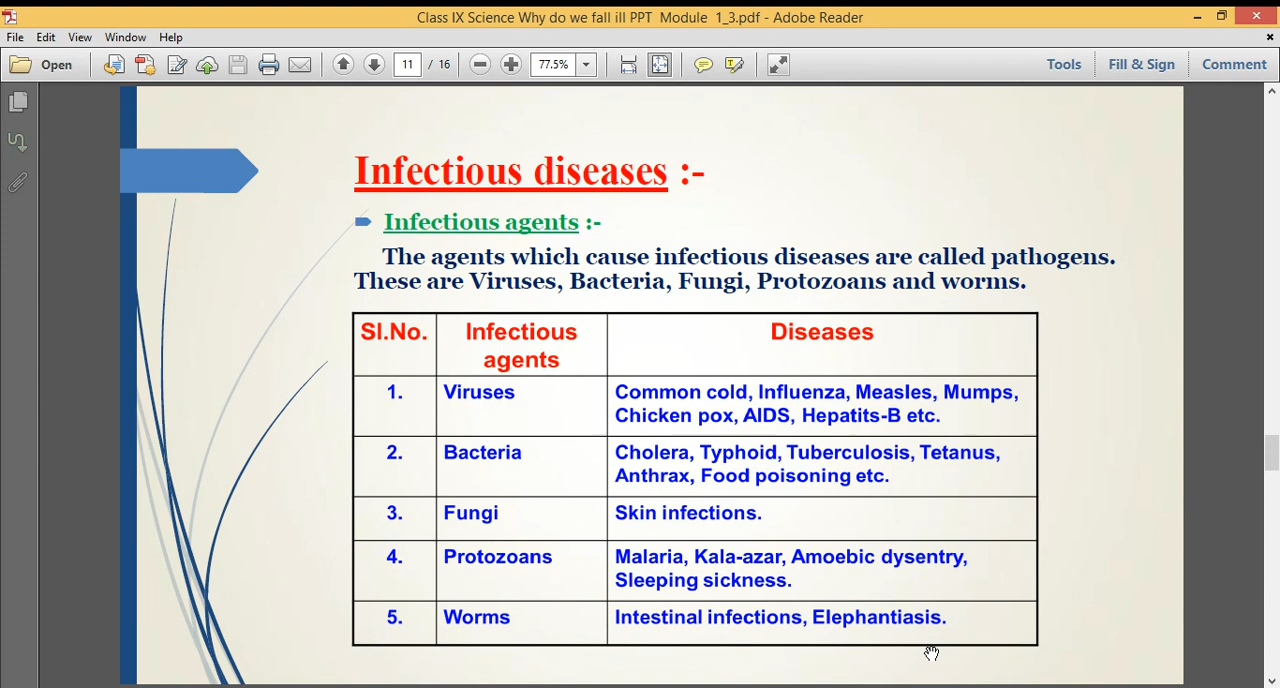 Class IX Science Why do we fall ill PPT  Module  1_3.pdf - Adobe Reader
File Edit View Window Help
Open 11 / 16 77.5% Tools Fill & Sign Comment
Infectious diseases :-
Infectious agents :-
The agents which cause infectious diseases are called pathogens.
These are Viruses, Bacteria, Fungi, Protozoans and worms.
Sl.No. Infectious agents Diseases
1. Viruses Common cold, Influenza, Measles, Mumps,
Chicken pox, AIDS, Hepatits-B etc.
2. Bacteria Cholera, Typhoid, Tuberculosis, Tetanus,
Anthrax, Food poisoning etc.
3. Fungi Skin infections.
4. Protozoans Malaria, Kala-azar, Amoebic dysentry,
Sleeping sickness.
5. Worms Intestinal infections, Elephantiasis.